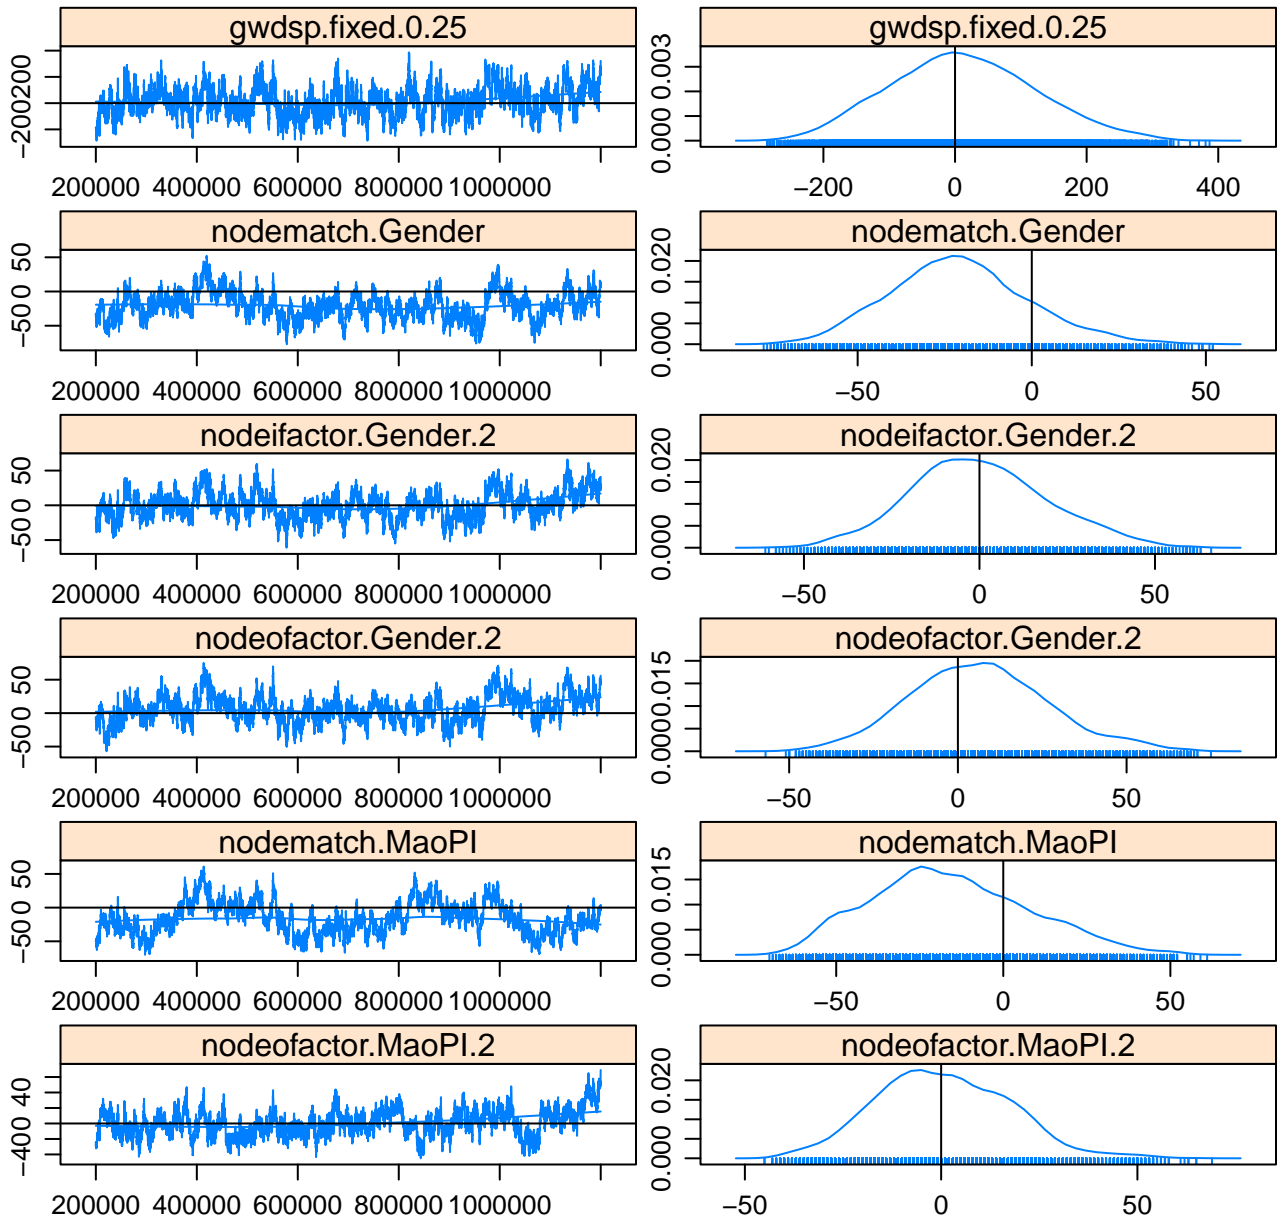 gwdsp.fixed.0.25
−200 200
200000 400000 600000 800000 1000000
gwdsp.fixed.0.25
0.000 0.003
−200 0 200 400
nodematch.Gender
−50 0 50
200000 400000 600000 800000 1000000
nodematch.Gender
0.000 0.020
−50 0 50
nodeifactor.Gender.2
−50 0 50
200000 400000 600000 800000 1000000
nodeifactor.Gender.2
0.000 0.020
−50 0 50
nodeofactor.Gender.2
−50 0 50
200000 400000 600000 800000 1000000
nodeofactor.Gender.2
0.000 0.015
−50 0 50
nodematch.MaoPI
−50 0 50
200000 400000 600000 800000 1000000
nodematch.MaoPI
0.000 0.015
−50 0 50
nodeofactor.MaoPI.2
−40 0 40
200000 400000 600000 800000 1000000
nodeofactor.MaoPI.2
0.000 0.020
−50 0 50